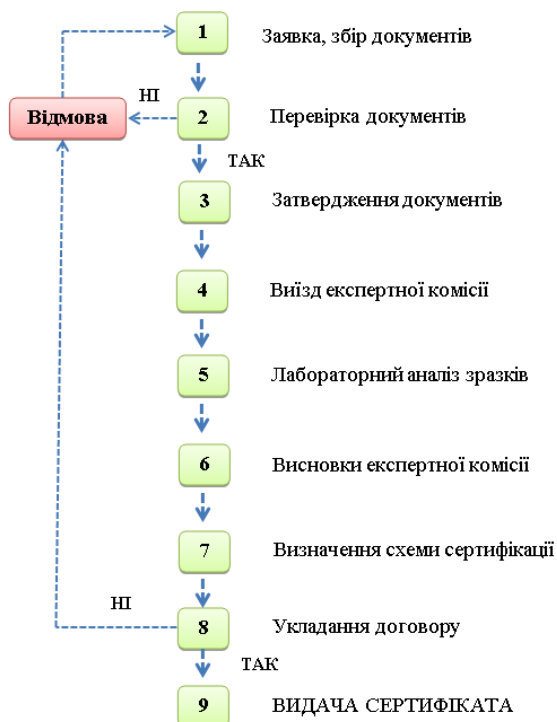 1 Заявка, збір документів
НІ
Відмова 2 Перевірка документів
ТАК
3 Затвердження документів
4 Виїзд експертної комісії
5 Лабораторний аналіз зразків
6 Висновки експертної комісії
7 Визначення схеми сертифікації
НІ
8 Укладання договору
ТАК
9 ВИДАЧА СЕРТИФІКАТА